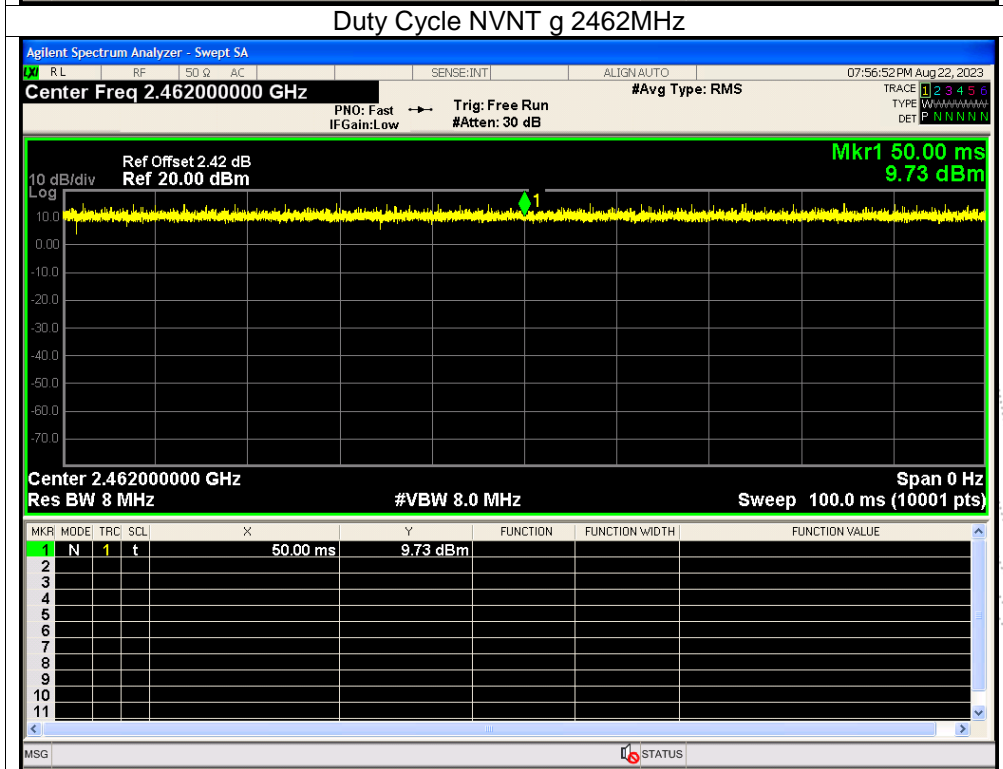 Duty Cycle NVNT g 2462MHz
Agilent Spectrum Analyzer - Swept SA
LXI RL RF 50 Ω AC SENSE:INT ALIGN AUTO 07:56:52 PM Aug 22, 2023
Center Freq 2.462000000 GHz #Avg Type: RMS TRACE 1 2 3 4 5 6
PNO: Fast Trig: Free Run TYPE WWWWWW
IFGain:Low #Atten: 30 dB DET P N N N N N
Mkr1 50.00 ms
Ref Offset 2.42 dB
10 dB/div Ref 20.00 dBm 9.73 dBm
Log
1
10.0
0.00
-10.0
-20.0
-30.0
-40.0
-50.0
-60.0
-70.0
Center 2.462000000 GHz Span 0 Hz
Res BW 8 MHz #VBW 8.0 MHz Sweep 100.0 ms (10001 pts)
MKR MODE TRC SCL X Y FUNCTION FUNCTION WIDTH FUNCTION VALUE
1 N 1 t 50.00 ms 9.73 dBm
2
3
4
5
6
7
8
9
10
11
MSG STATUS